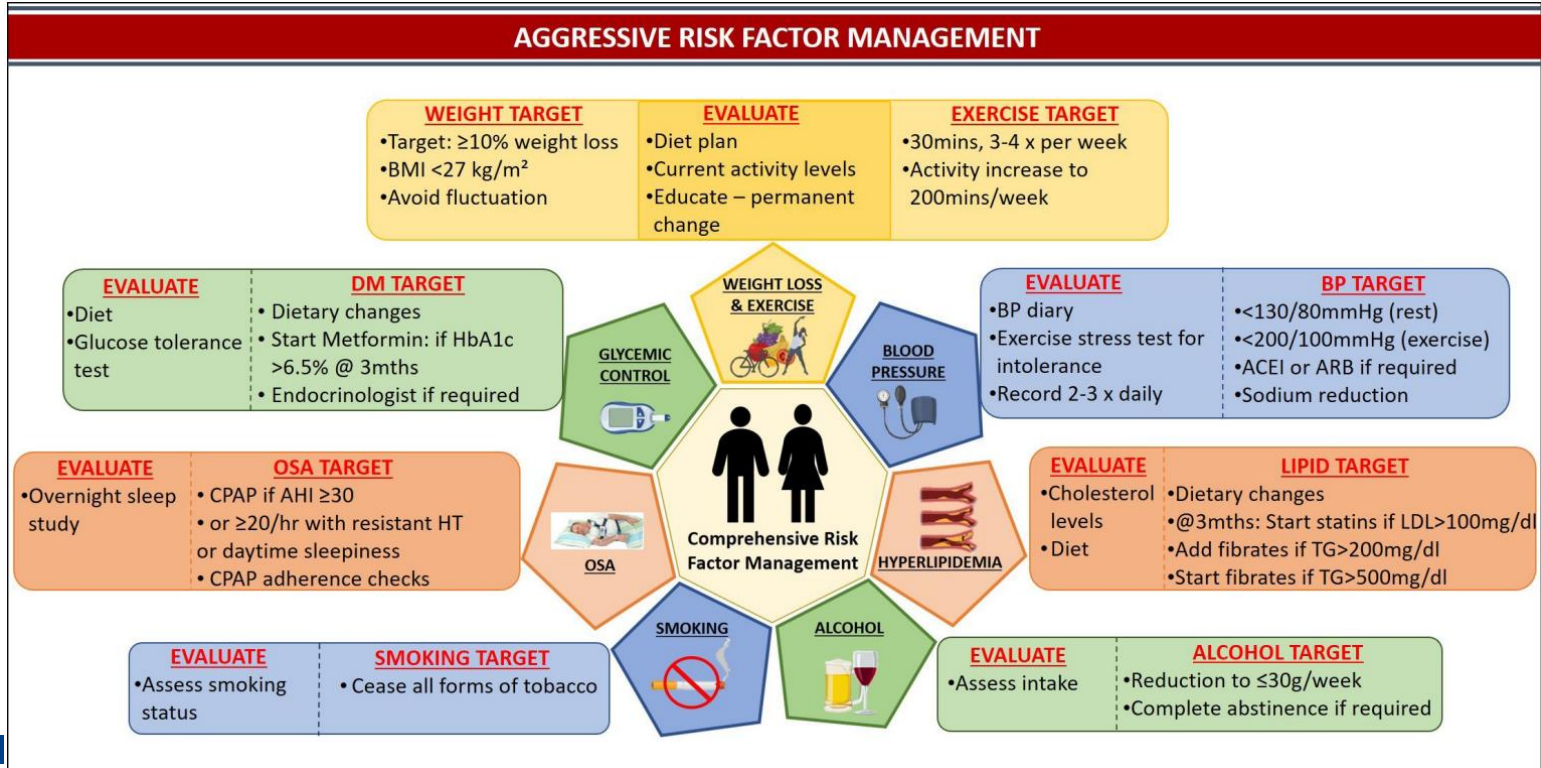 AGGRESSIVE RISK FACTOR MANAGEMENT
WEIGHT TARGET
•Target: ≥10% weight loss
•BMI <27 kg/m²
•Avoid fluctuation
EVALUATE
•Diet plan
•Current activity levels
•Educate – permanent
change
EXERCISE TARGET
•30mins, 3-4 x per week
•Activity increase to
200mins/week
EVALUATE
•Diet
•Glucose tolerance
test
DM TARGET
• Dietary changes
• Start Metformin: if HbA1c
>6.5% @ 3mths
• Endocrinologist if required
WEIGHT LOSS
& EXERCISE
GLYCEMIC
CONTROL
BLOOD
PRESSURE
EVALUATE
•BP diary
•Exercise stress test for
intolerance
•Record 2-3 x daily
BP TARGET
•<130/80mmHg (rest)
•<200/100mmHg (exercise)
•ACEI or ARB if required
•Sodium reduction
EVALUATE
•Overnight sleep
study
OSA TARGET
• CPAP if AHI ≥30
• or ≥20/hr with resistant HT
or daytime sleepiness
• CPAP adherence checks
OSA
Comprehensive Risk
Factor Management
HYPERLIPIDEMIA
EVALUATE
•Cholesterol
levels
•Diet
LIPID TARGET
•Dietary changes
•@3mths: Start statins if LDL>100mg/dl
•Add fibrates if TG>200mg/dl
•Start fibrates if TG>500mg/dl
EVALUATE
•Assess smoking
status
SMOKING TARGET
• Cease all forms of tobacco
SMOKING
ALCOHOL
EVALUATE
•Assess intake
ALCOHOL TARGET
•Reduction to ≤30g/week
•Complete abstinence if required